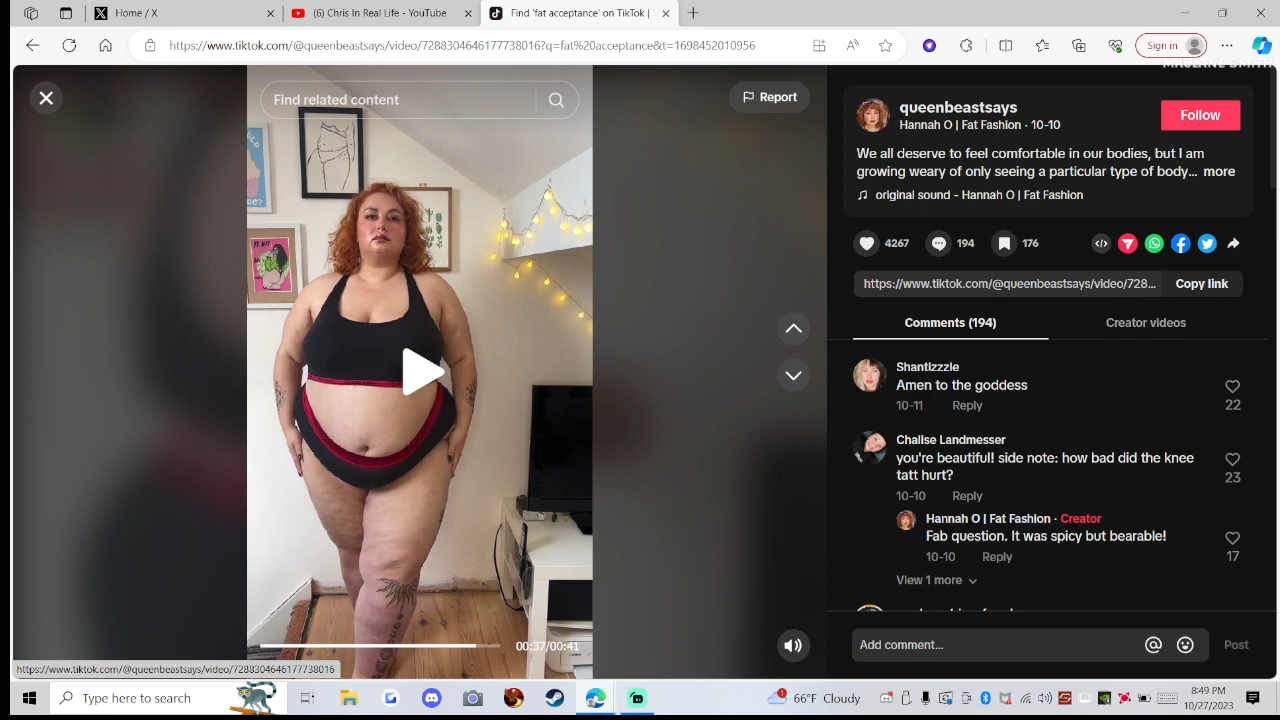 Home / X
(6) Chris In Real Life - YouTube
Find 'fat acceptance' on TikTok |
https://www.tiktok.com/@queenbeastsays/video/7288304646177738016?q=fat%20acceptance&t=1698452010956
Sign in
Find related content
Report
queenbeastsays
Hannah O | Fat Fashion · 10-10
Follow
We all deserve to feel comfortable in our bodies, but I am
growing weary of only seeing a particular type of body... more
original sound - Hannah O | Fat Fashion
4267
194
176
https://www.tiktok.com/@queenbeastsays/video/728...
Copy link
Comments (194)
Creator videos
Shantizzzle
Amen to the goddess
10-11 Reply
22
Chalise Landmesser
you're beautiful! side note: how bad did the knee
tatt hurt?
10-10 Reply
23
Hannah O | Fat Fashion · Creator
Fab question. It was spicy but bearable!
10-10 Reply
17
View 1 more
00:37/00:41
Add comment...
Post
https://www.tiktok.com/@queenbeastsays/video/7288304646177738016
Type here to search
1
66°F Cloudy
8:49 PM
10/27/2023